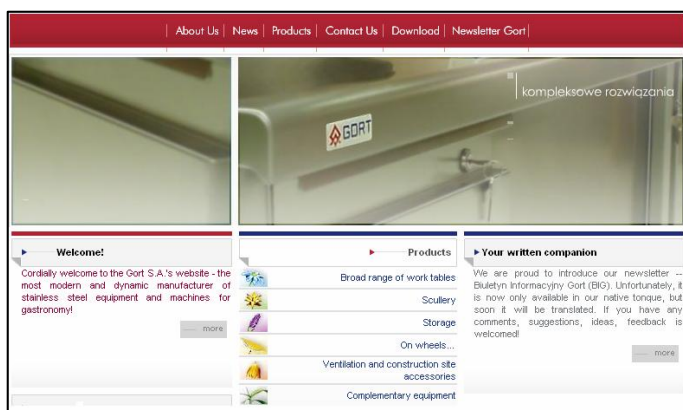 About Us
News
Products
Contact Us
Download
Newsletter Gort
kompleksowe rozwiązania
GORT
Welcome!
Cordially welcome to the Gort S.A.'s website - the
most modern and dynamic manufacturer of
stainless steel equipment and machines for
gastronomy!
more
Products
Broad range of work tables
Scullery
Storage
On wheels...
Ventilation and construction site
accessories
Complementary equipment
Your written companion
We are proud to introduce our newsletter --
Biuletyn Informacyjny Gort (BIG). Unfortunately, it
is now only available in our native tonque, but
soon it will be translated. If you have any
comments, suggestions, ideas, feedback is
welcomed!
more